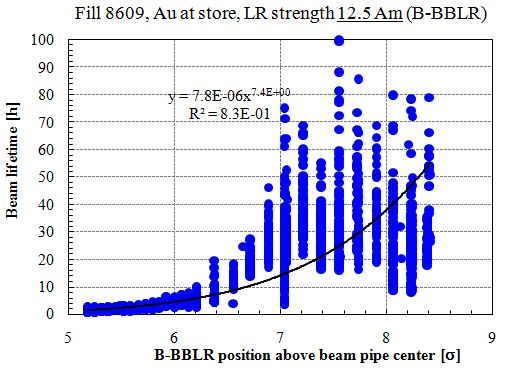 Fill 8609, Au at store, LR strength 12.5 Am (B-BBLR)
100
90
80
70
60
50
40
30
20
10
0
Beam lifetime [h]
y = 7.8E-06x^7.4E+00
R² = 8.3E-01
5 6 7 8 9
B-BBLR position above beam pipe center [σ]